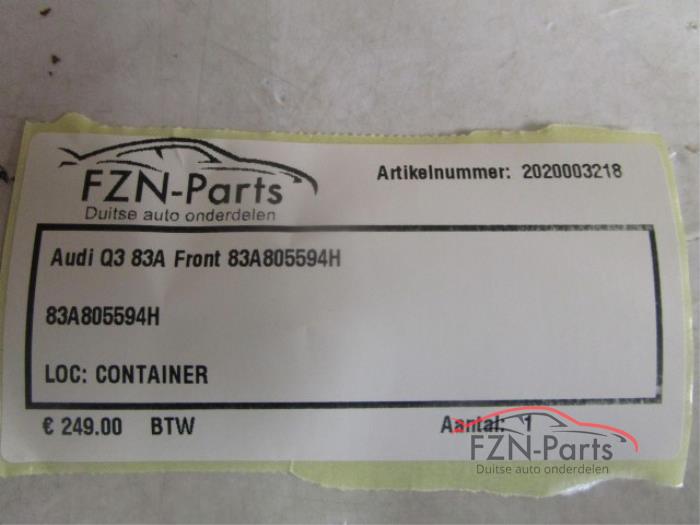 FZN-Parts
Duitse auto onderdelen
Artikelnummer: 2020003218
Audi Q3 83A Front 83A805594H
83A805594H
LOC: CONTAINER
€ 249.00 BTW
Aantal: 1
FZN-Parts
Duitse auto onderdelen